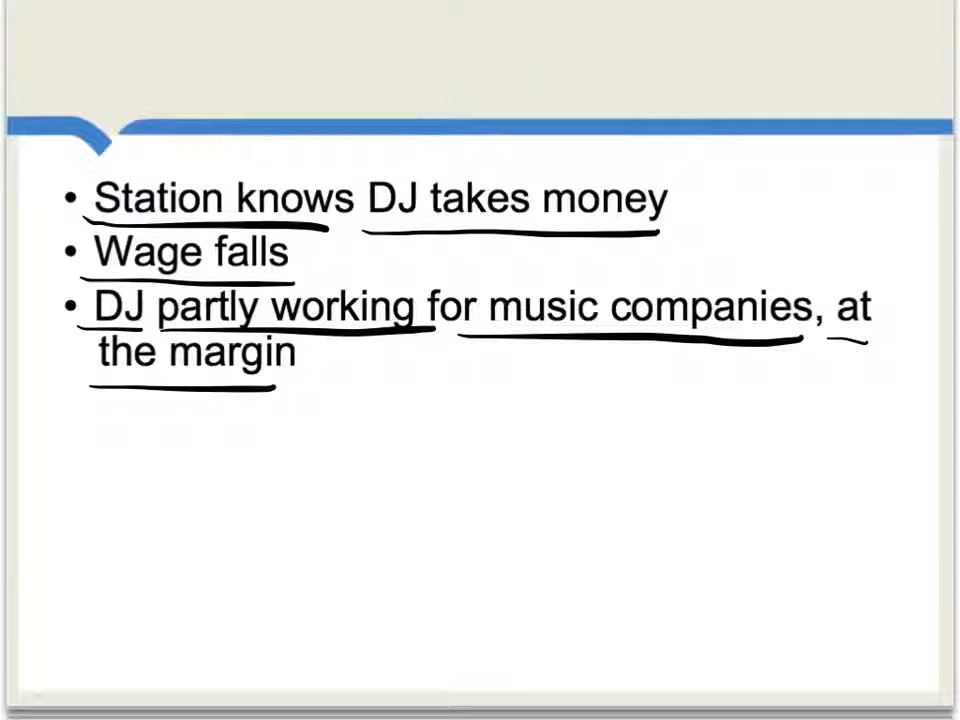 • Station knows DJ takes money
• Wage falls
• DJ partly working for music companies, at
the margin